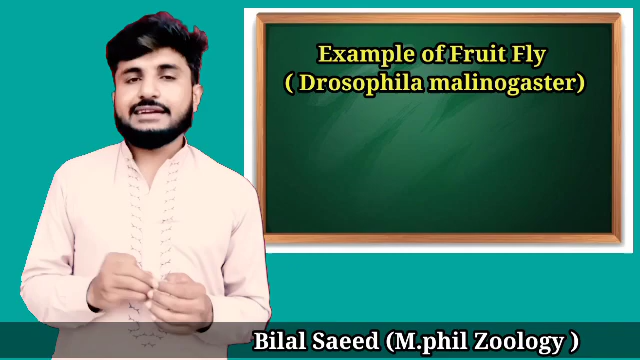 Example of Fruit Fly
( Drosophila malinogaster)
Bilal Saeed (M.phil Zoology )